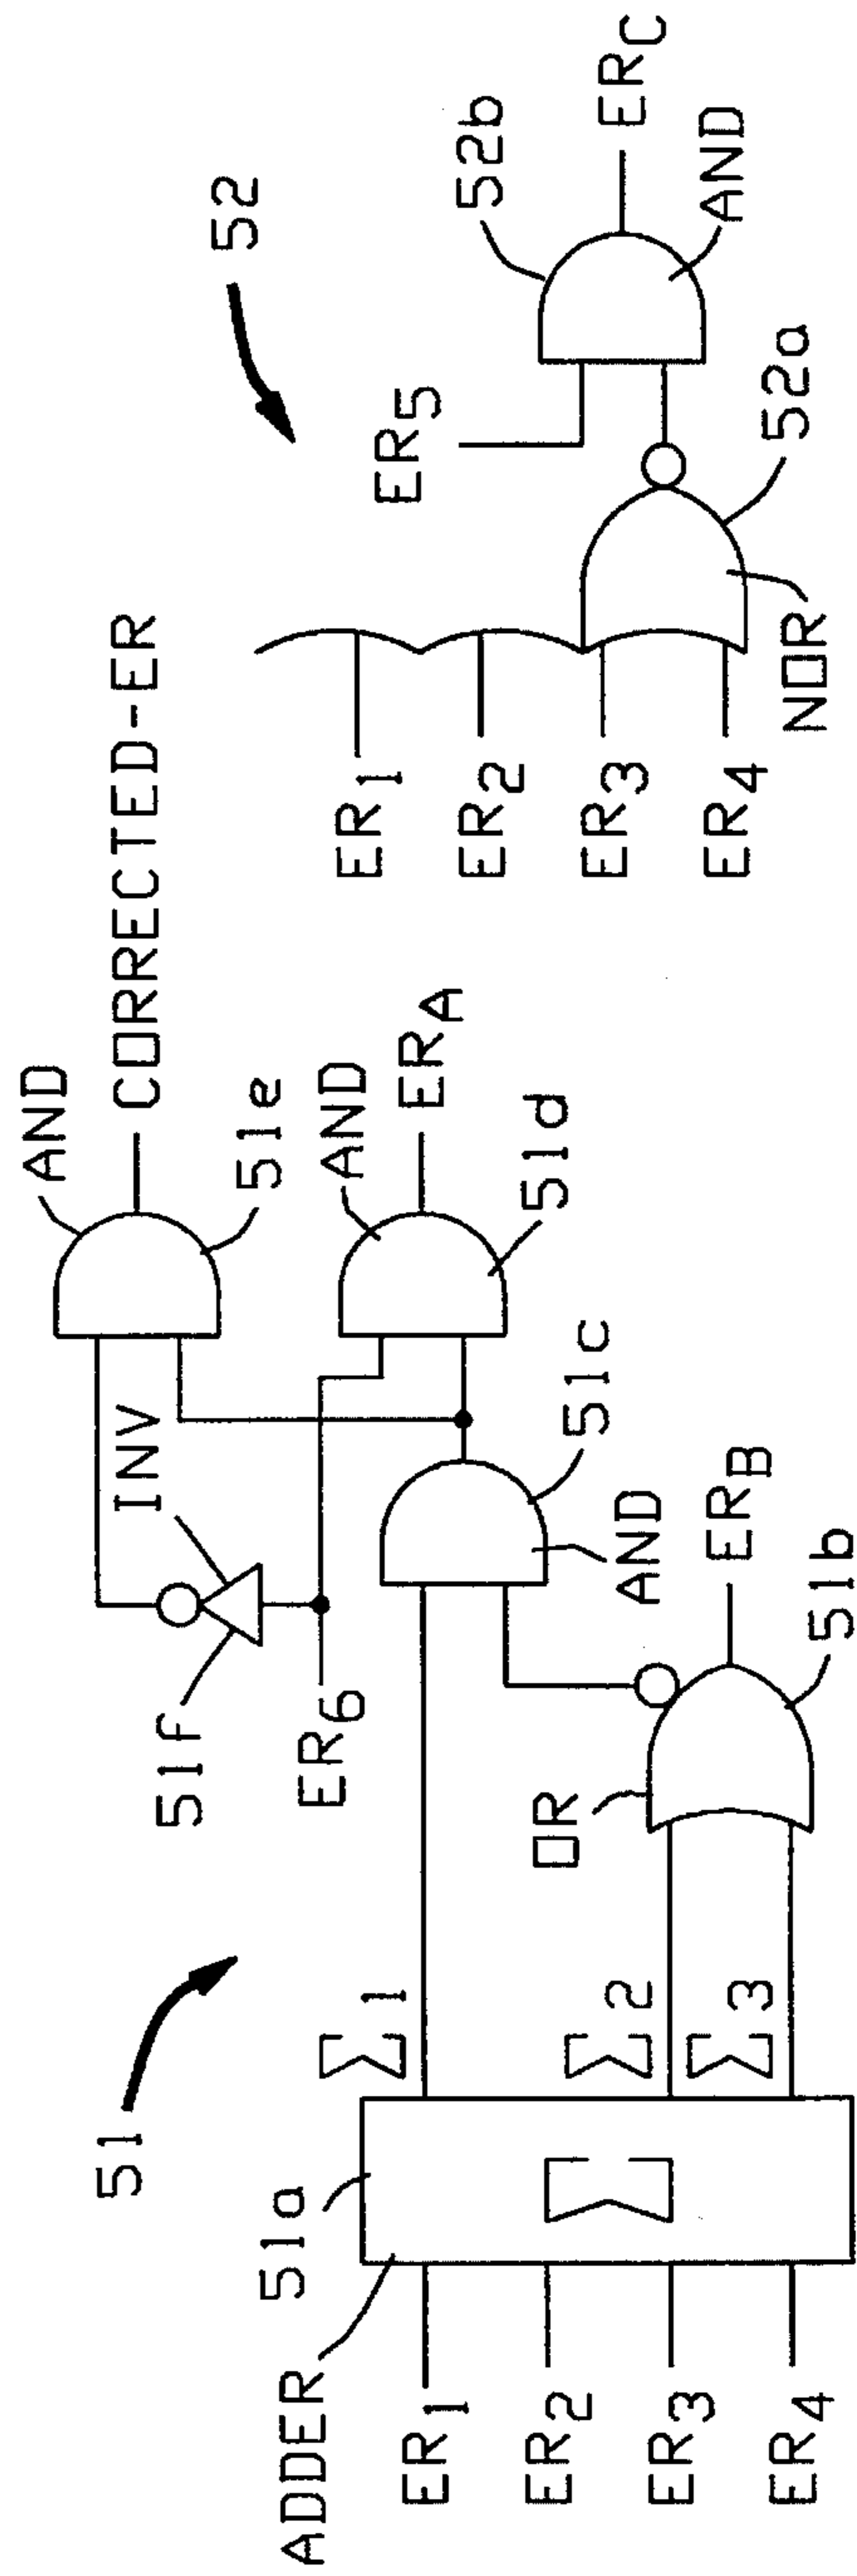 51
ADDER
51a
ER1
ER2
ER3
ER4
Σ
Σ1
Σ2
Σ3
OR
51b
ERB
AND
51c
ER6
51f
INV
AND
51e
CORRECTED-ER
AND
51d
ERA
52
ER1
ER2
ER3
ER4
NOR
52a
ER5
52b
AND
ERC